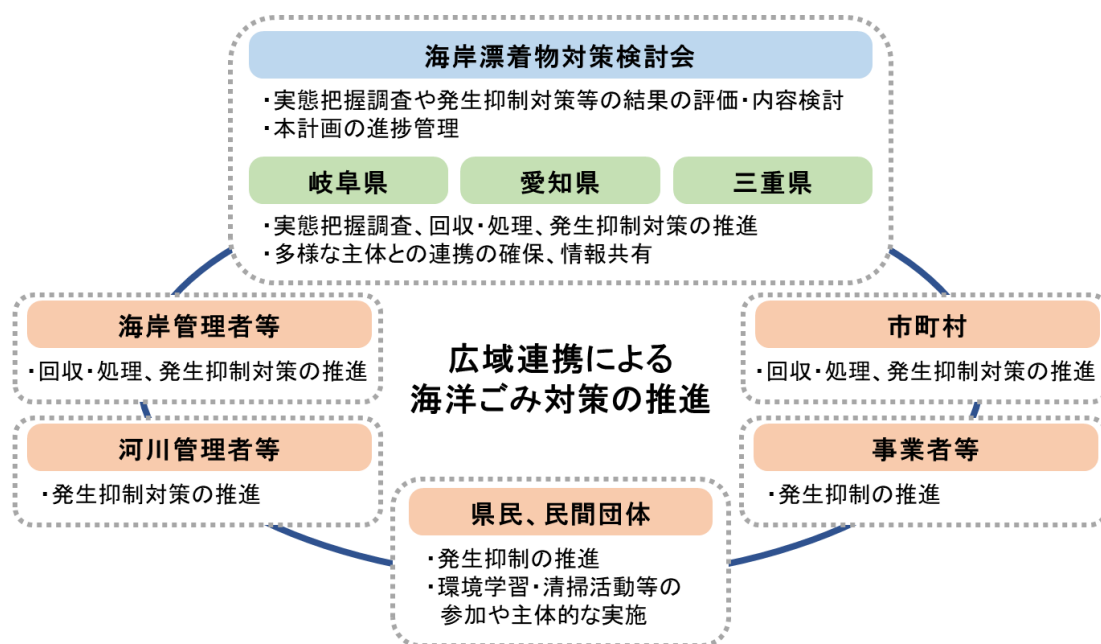 海岸漂着物対策検討会
・実態把握調査や発生抑制対策等の結果の評価・内容検討
・本計画の進捗管理
岐阜県
愛知県
三重県
・実態把握調査、回収・処理、発生抑制対策の推進
・多様な主体との連携の確保、情報共有
海岸管理者等
・回収・処理、発生抑制対策の推進
河川管理者等
・発生抑制対策の推進
広域連携による
海洋ごみ対策の推進
市町村
・回収・処理、発生抑制対策の推進
事業者等
・発生抑制の推進
県民、民間団体
・発生抑制の推進
・環境学習・清掃活動等の
参加や主体的な実施